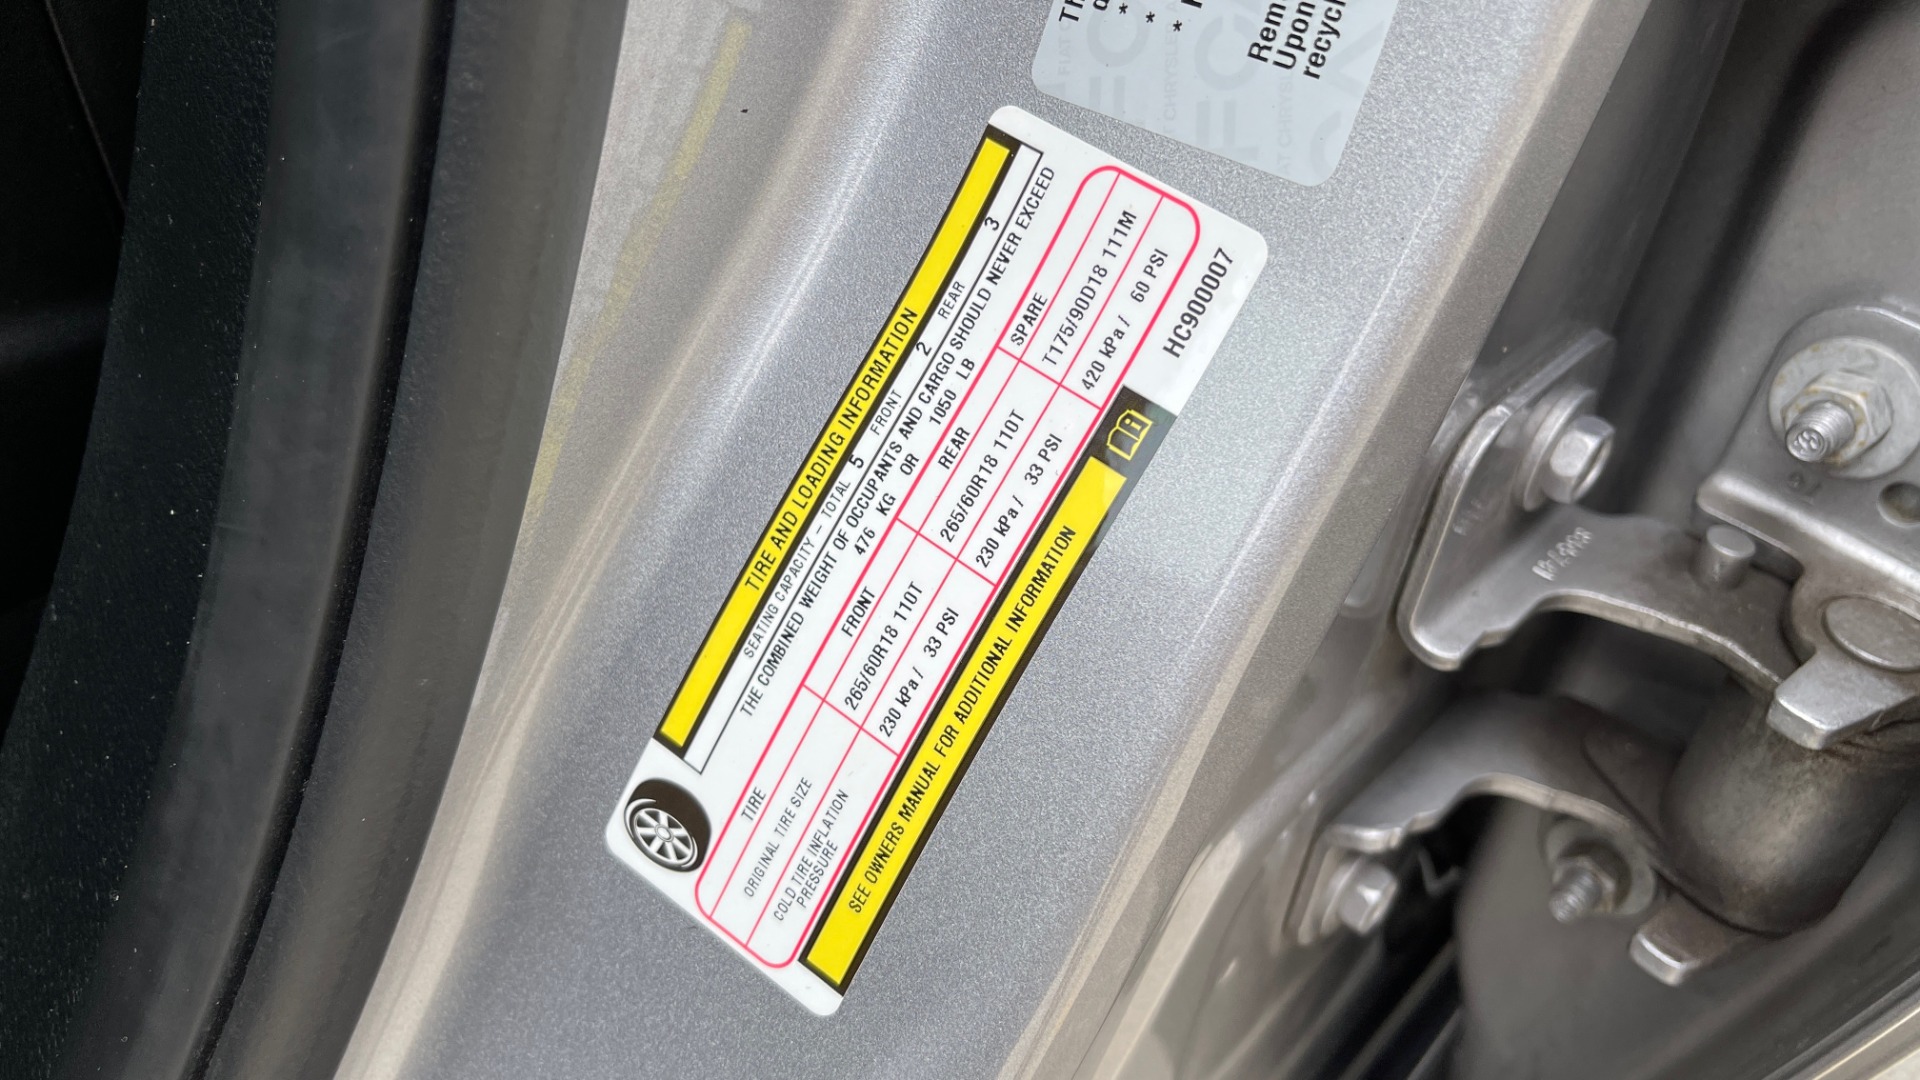 Rem
Upon
recycl
TIRE AND LOADING INFORMATION
SEATING CAPACITY – TOTAL 5 FRONT 2 REAR 3
THE COMBINED WEIGHT OF OCCUPANTS AND CARGO SHOULD NEVER EXCEED
476 KG OR 1050 LB
TIRE FRONT REAR SPARE
ORIGINAL TIRE SIZE 265/60R18 110T 265/60R18 110T T175/90D18 111M
COLD TIRE INFLATION PRESSURE 230 kPa / 33 PSI 230 kPa / 33 PSI 420 kPa / 60 PSI
SEE OWNERS MANUAL FOR ADDITIONAL INFORMATION
HC900007